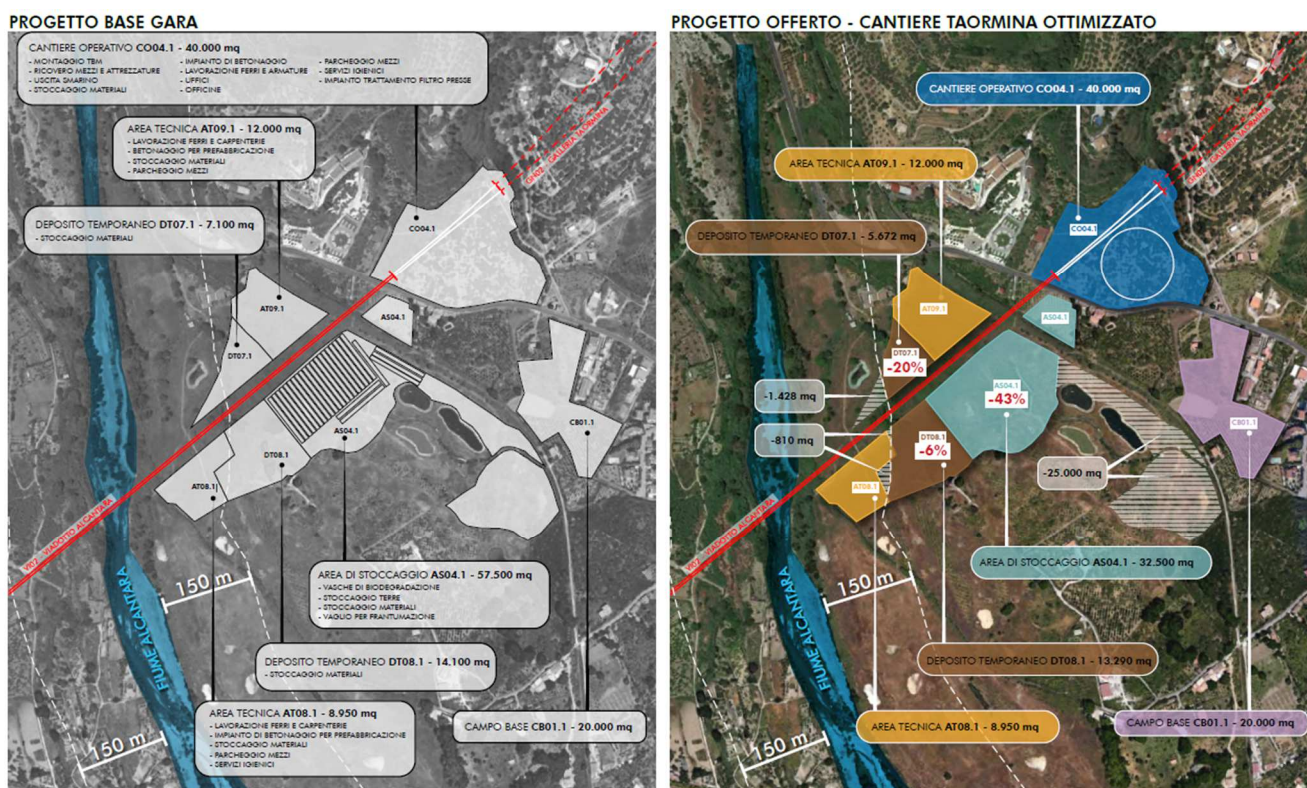 PROGETTO BASE GARA
CANTIERE OPERATIVO CO04.1 - 40.000 mq
- MONTAGGIO TBM
- RICOVERO MEZZI E ATTREZZATURE
- USCITA SMARINO
- STOCCAGGIO MATERIALI
- IMPIANTO DI BETONAGGIO
- LAVORAZIONE FERRI E ARMATURE
- UFFICI
- OFFICINE
- PARCHEGGIO MEZZI
- SERVIZI IGIENICI
- IMPIANTO TRATTAMENTO FILTRO PRESSE
AREA TECNICA AT09.1 - 12.000 mq
- LAVORAZIONE FERRI E CARPENTERIE
- BETONAGGIO PER PREFABBRICAZIONE
- STOCCAGGIO MATERIALI
- PARCHEGGIO MEZZI
DEPOSITO TEMPORANEO DT07.1 - 7.100 mq
- STOCCAGGIO MATERIALI
GN02 - GALLERIA TAORMINA
CO04.1
AT09.1
AS04.1
DT07.1
AS04.1
CB01.1
DT08.1
AT08.1
VI02 - VIADOTTO ALCANTARA
FIUME ALCANTARA
150 m
AREA DI STOCCAGGIO AS04.1 - 57.500 mq
- VASCHE DI BIODEGRADAZIONE
- STOCCAGGIO TERRE
- STOCCAGGIO MATERIALI
- VAGLIO PER FRANTUMAZIONE
DEPOSITO TEMPORANEO DT08.1 - 14.100 mq
- STOCCAGGIO MATERIALI
AREA TECNICA AT08.1 - 8.950 mq
- LAVORAZIONE FERRI E CARPENTERIE
- IMPIANTO DI BETONAGGIO PER PREFABBRICAZIONE
- STOCCAGGIO MATERIALI
- PARCHEGGIO MEZZI
- SERVIZI IGIENICI
CAMPO BASE CB01.1 - 20.000 mq
150 m
PROGETTO OFFERTO - CANTIERE TAORMINA OTTIMIZZATO
CANTIERE OPERATIVO CO04.1 - 40.000 mq
AREA TECNICA AT09.1 - 12.000 mq
DEPOSITO TEMPORANEO DT07.1 - 5.672 mq
GN02 - GALLERIA TAORMINA
CO04.1
AT09.1
AS04.1
DT07.1
-20%
-1.428 mq
AS04.1
-43%
-810 mq
DT08.1
-6%
CB01.1
-25.000 mq
AT08.1
VI02 - VIADOTTO ALCANTARA
FIUME ALCANTARA
150 m
AREA DI STOCCAGGIO AS04.1 - 32.500 mq
DEPOSITO TEMPORANEO DT08.1 - 13.290 mq
AREA TECNICA AT08.1 - 8.950 mq
CAMPO BASE CB01.1 - 20.000 mq
150 m